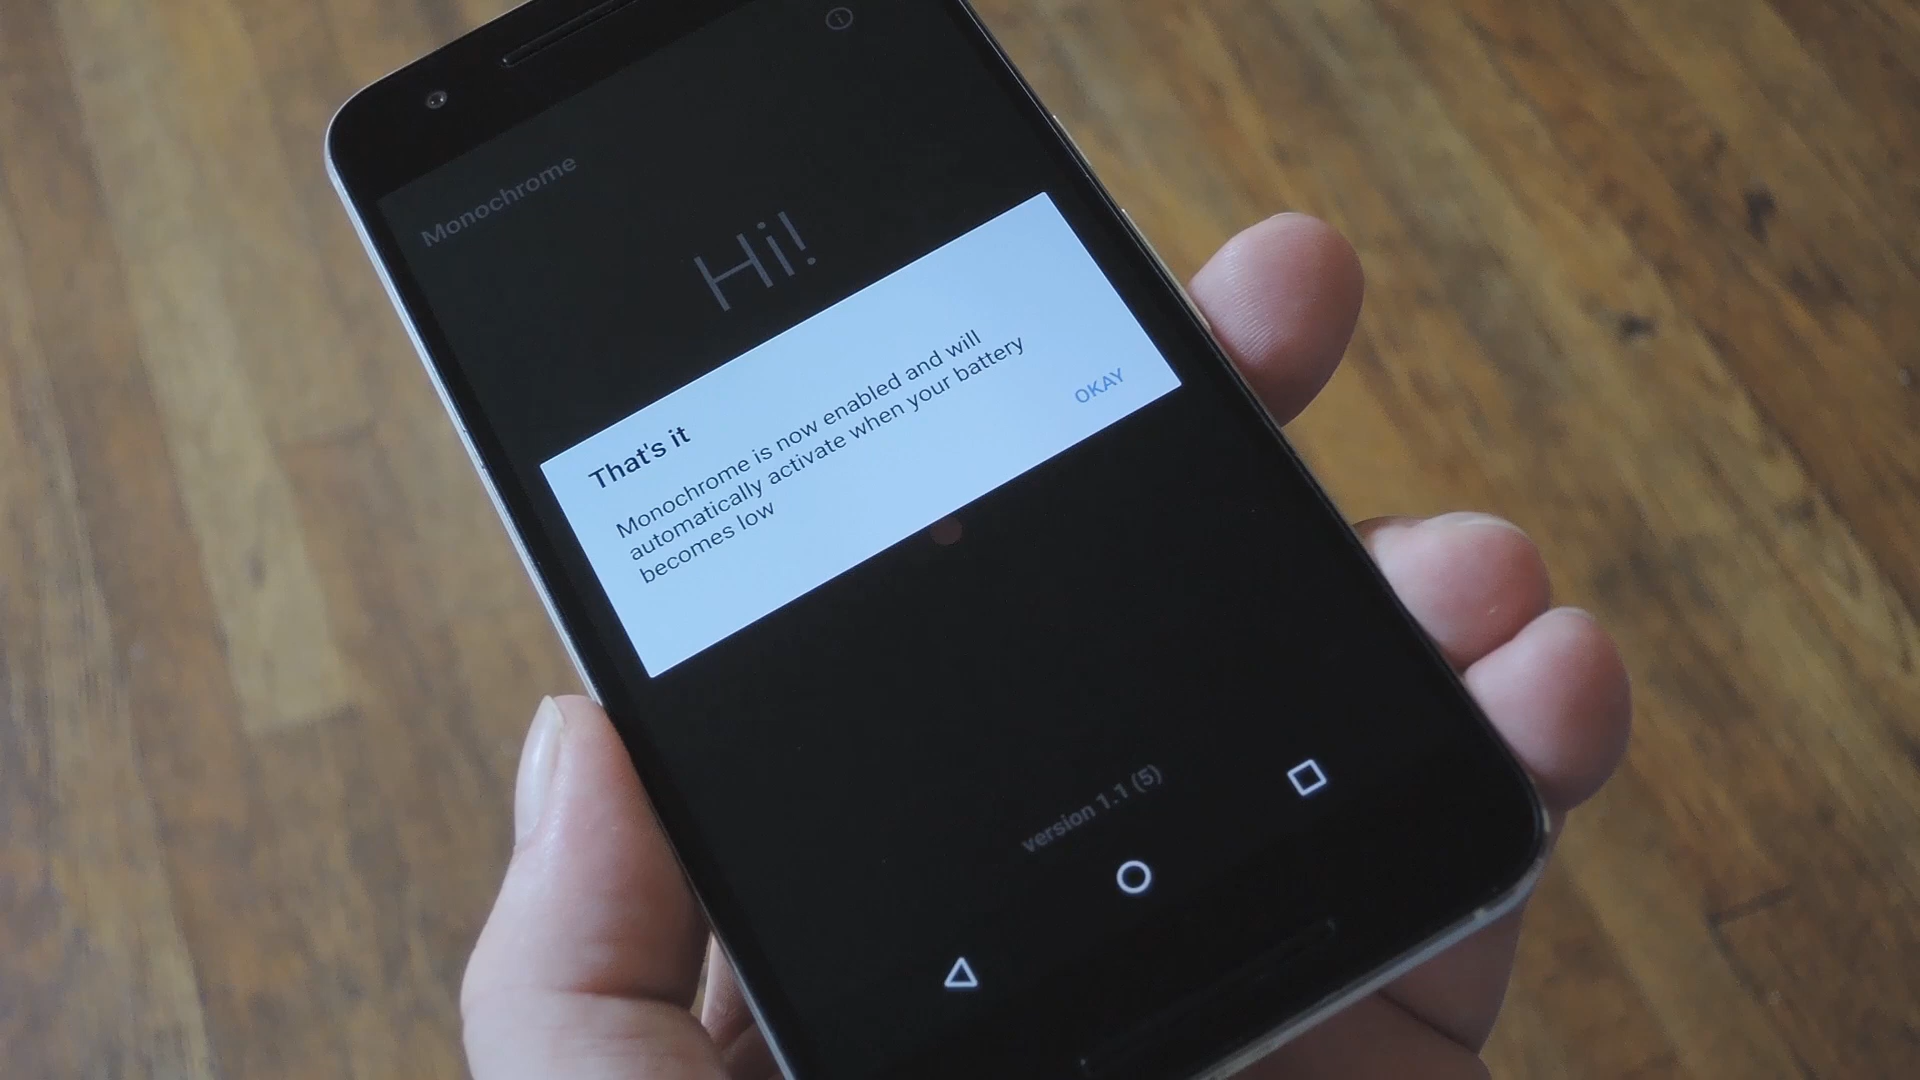 Monochrome
Hi!
That's it
Monochrome is now enabled and will
automatically activate when your battery
becomes low
OKAY
version 1.1 (5)